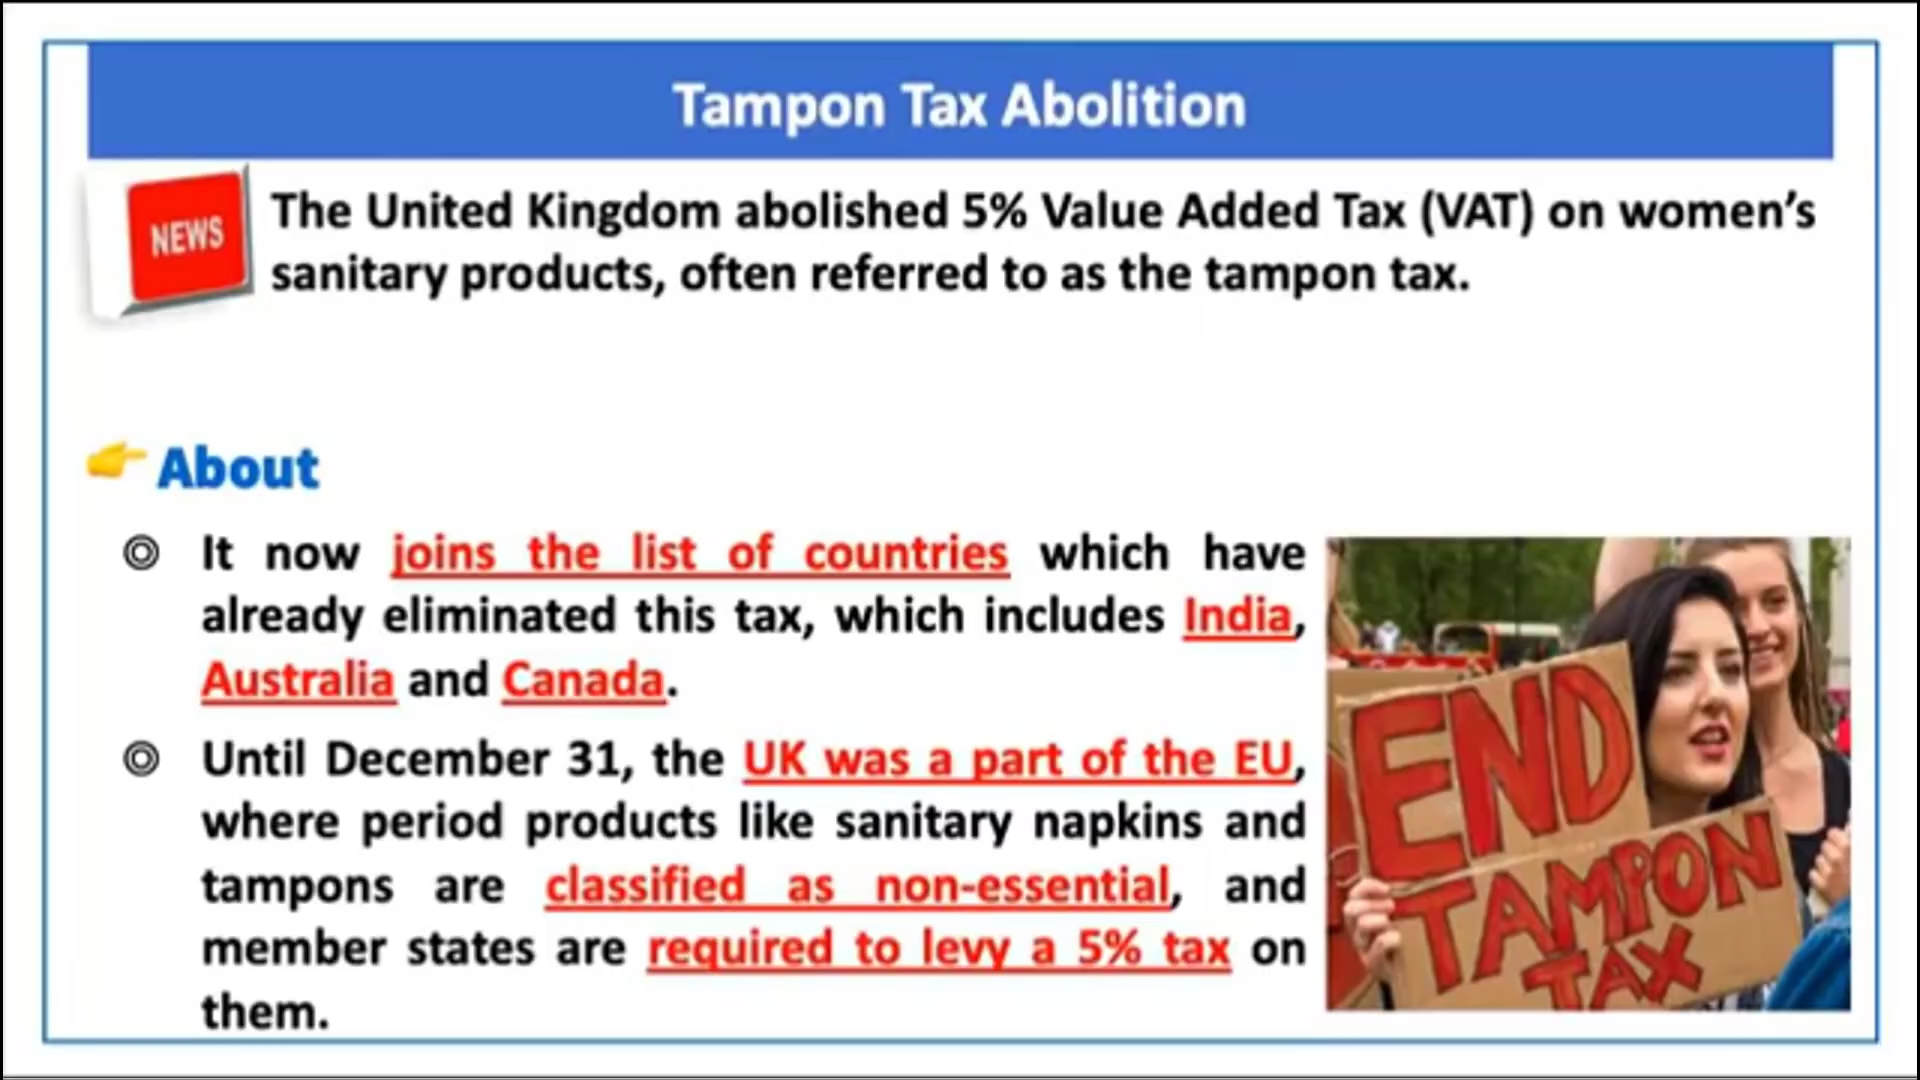 Tampon Tax Abolition
NEWS
The United Kingdom abolished 5% Value Added Tax (VAT) on women’s
sanitary products, often referred to as the tampon tax.
About
It now joins the list of countries which have
already eliminated this tax, which includes India,
Australia and Canada.
Until December 31, the UK was a part of the EU,
where period products like sanitary napkins and
tampons are classified as non-essential, and
member states are required to levy a 5% tax on
them.
END
TAMPON
TAX